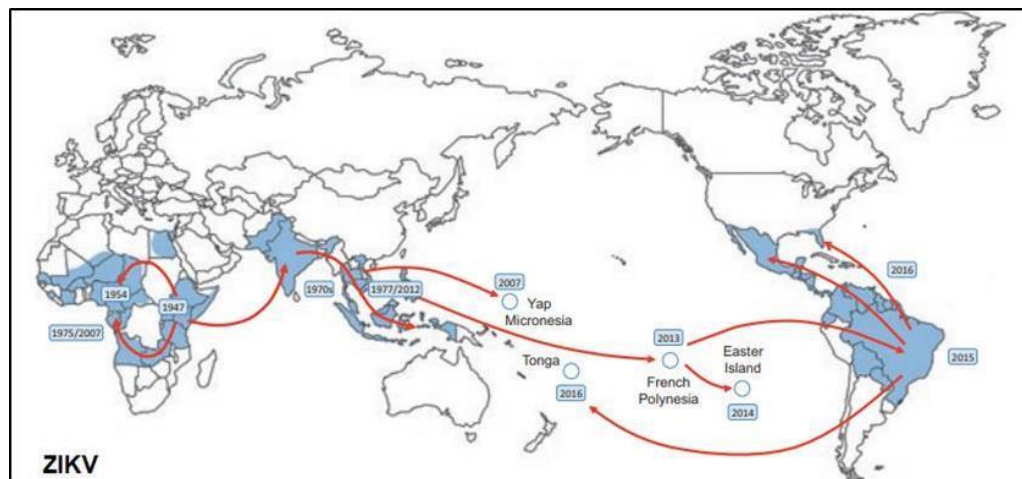 1954
1947
1975/2007
1970s
1977/2012
2007
Yap
Micronesia
Tonga
2016
2013
French
Polynesia
Easter
Island
2014
2016
2015
ZIKV